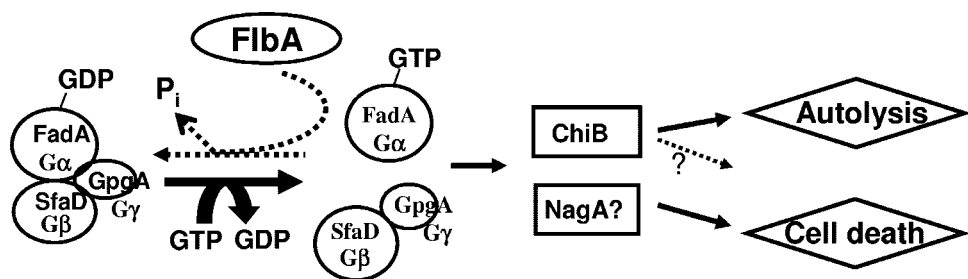 FlbA
GTP
GDP
Pi
FadA
Gα
FadA
Gα
ChiB
Autolysis
?
GpgA
Gγ
SfaD
Gβ
GTP GDP
GpgA
Gγ
SfaD
Gβ
NagA?
Cell death